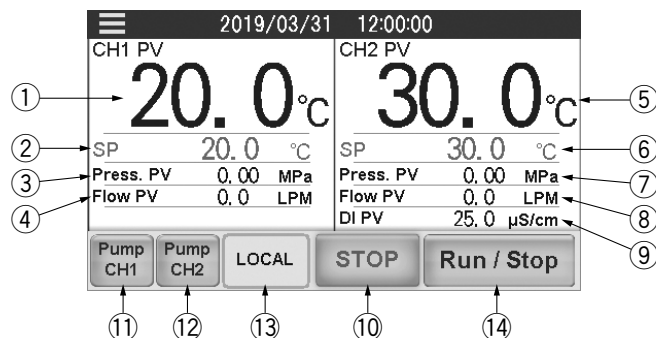 2019/03/31 12:00:00
CH1 PV CH2 PV
① 20.0°C 30.0°C ⑤
② SP 20.0 °C SP 30.0 °C ⑥
③ Press. PV 0.00 MPa Press. PV 0.00 MPa ⑦
④ Flow PV 0.0 LPM Flow PV 0.0 LPM ⑧
DI PV 25.0 μS/cm ⑨
Pump CH1 Pump CH2 LOCAL STOP Run / Stop
⑪ ⑫ ⑬ ⑩ ⑭